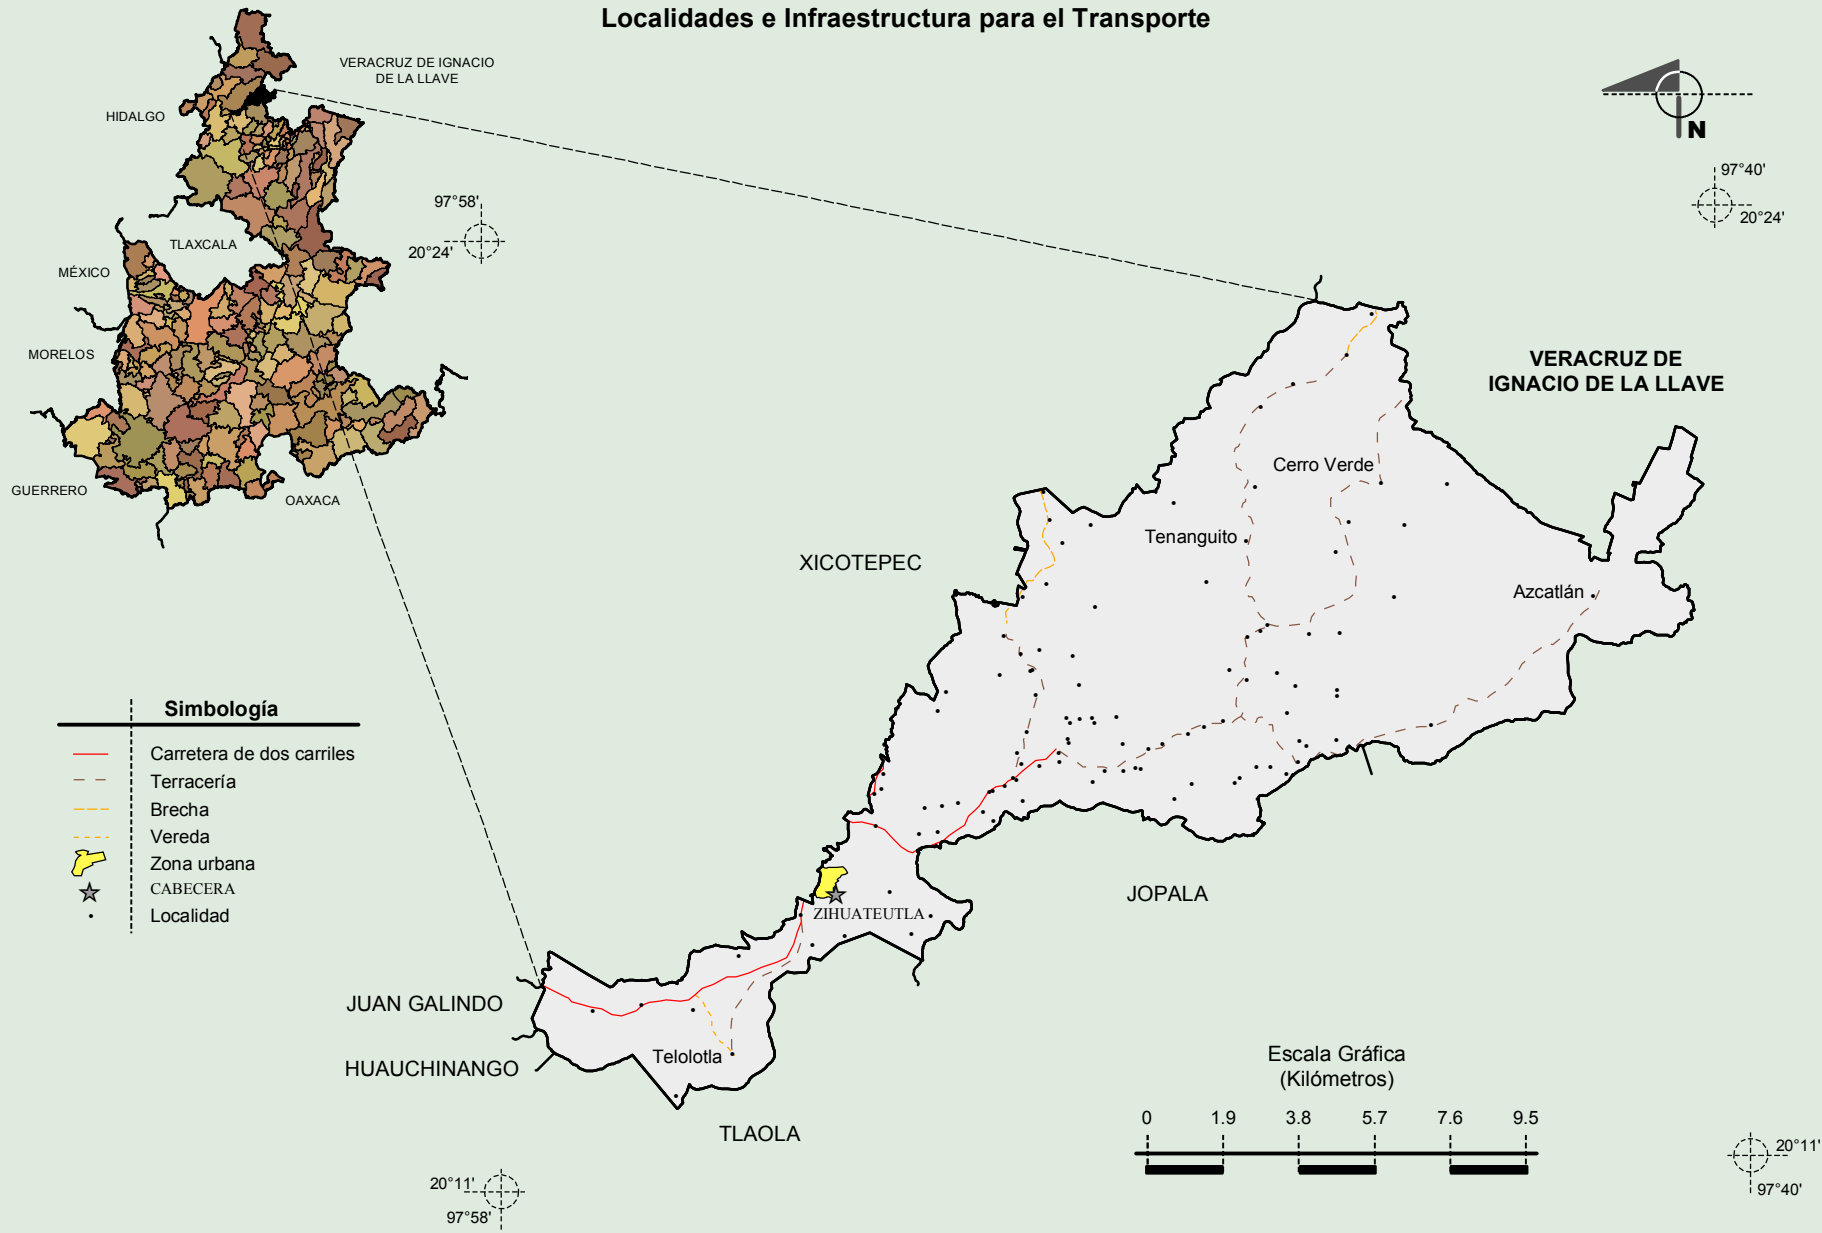 Localidades e Infraestructura para el Transporte
VERACRUZ DE IGNACIO
DE LA LLAVE
HIDALGO
TLAXCALA
MÉXICO
MORELOS
GUERRERO
OAXACA
N
97°58'
20°24'
97°40'
20°24'
VERACRUZ DE
IGNACIO DE LA LLAVE
Cerro Verde
Tenanguito
XICOTEPEC
Azcatlán
Simbología
Carretera de dos carriles
Terracería
Brecha
Vereda
Zona urbana
CABECERA
Localidad
ZIHUATEUTLA
JOPALA
JUAN GALINDO
HUAUCHINANGO
Telolotla
TLAOLA
Escala Gráfica
(Kilómetros)
0 1.9 3.8 5.7 7.6 9.5
20°11'
97°58'
20°11'
97°40'